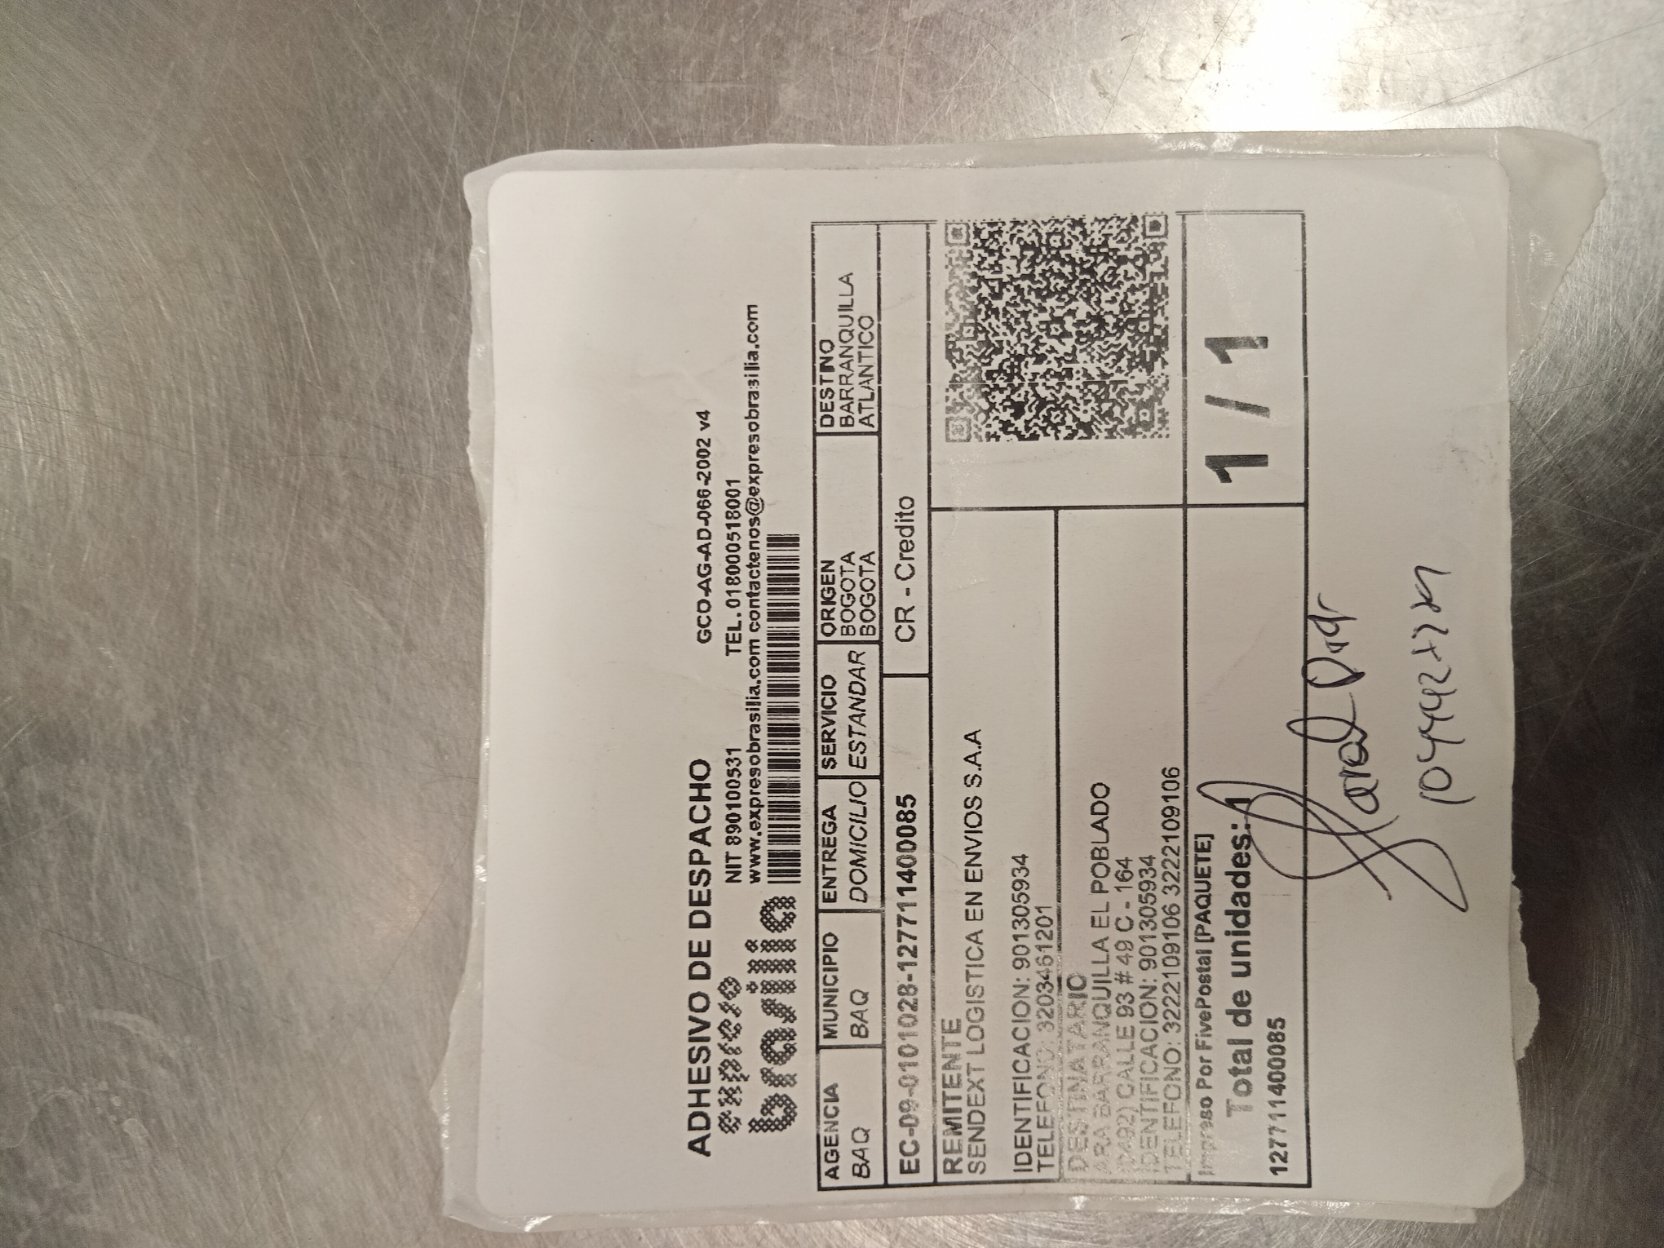 ADHESIVO DE DESPACHO GCO-AG-AD-066-2002 v4
expreso brasilia
NIT 890100531 TEL. 018000518001
www.expresobrasilia.com contactenos@expresobrasilia.com
AGENCIA MUNICIPIO ENTREGA SERVICIO ORIGEN DESTINO
BAQ BAQ DOMICILIO ESTANDAR BOGOTA BARRANQUILLA
BOGOTA ATLANTICO
EC-09-0101028-127711400085 CR - Credito
REMITENTE
SENDEXT LOGISTICA EN ENVIOS S.A.A
IDENTIFICACION: 901305934
TELEFONO: 3203461201
DESTINATARIO
ARA BARRANQUILLA EL POBLADO
CALLE 93 # 49 C - 164
IDENTIFICACION: 901305934
TELEFONO: 3222109106 3222109106
Impreso Por FivePostal [PAQUETE]
Total de unidades: 1
127711400085
1 / 1